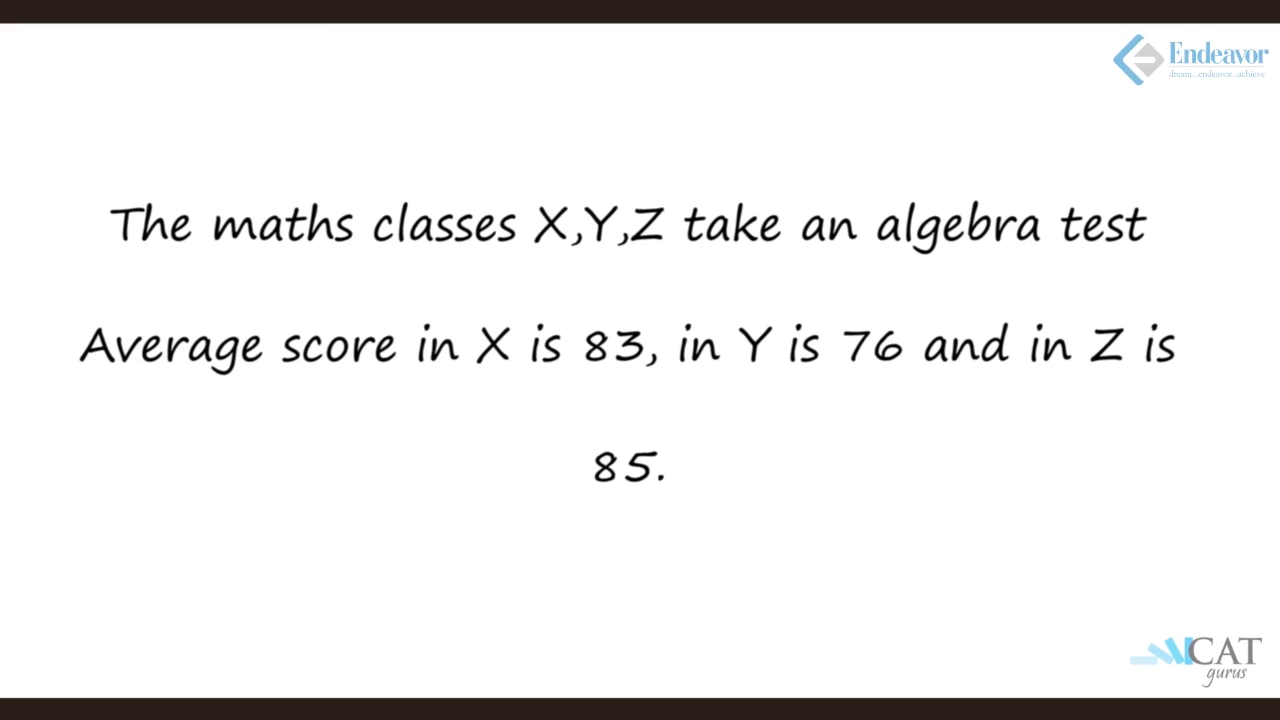 Endeavor
dream...endeavor...achieve
The maths classes X,Y,Z take an algebra test
Average score in X is 83, in Y is 76 and in Z is
85.
CAT
gurus